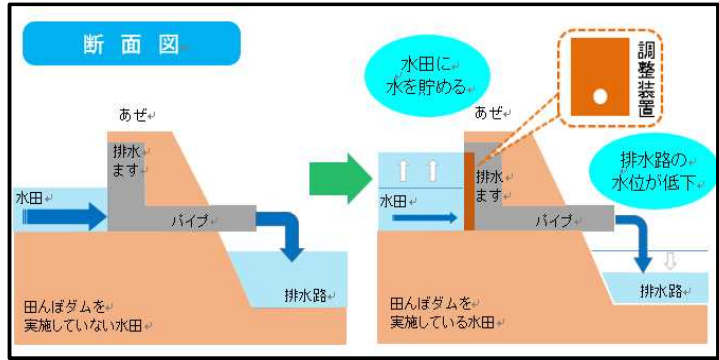 断面図
あぜ
排水
ます
水田
パイプ
排水路
田んぼダムを
実施していない水田
水田に
水を貯める
調整装置
あぜ
排水路の
水位が低下
水田
排水
ます
パイプ
排水路
田んぼダムを
実施している水田